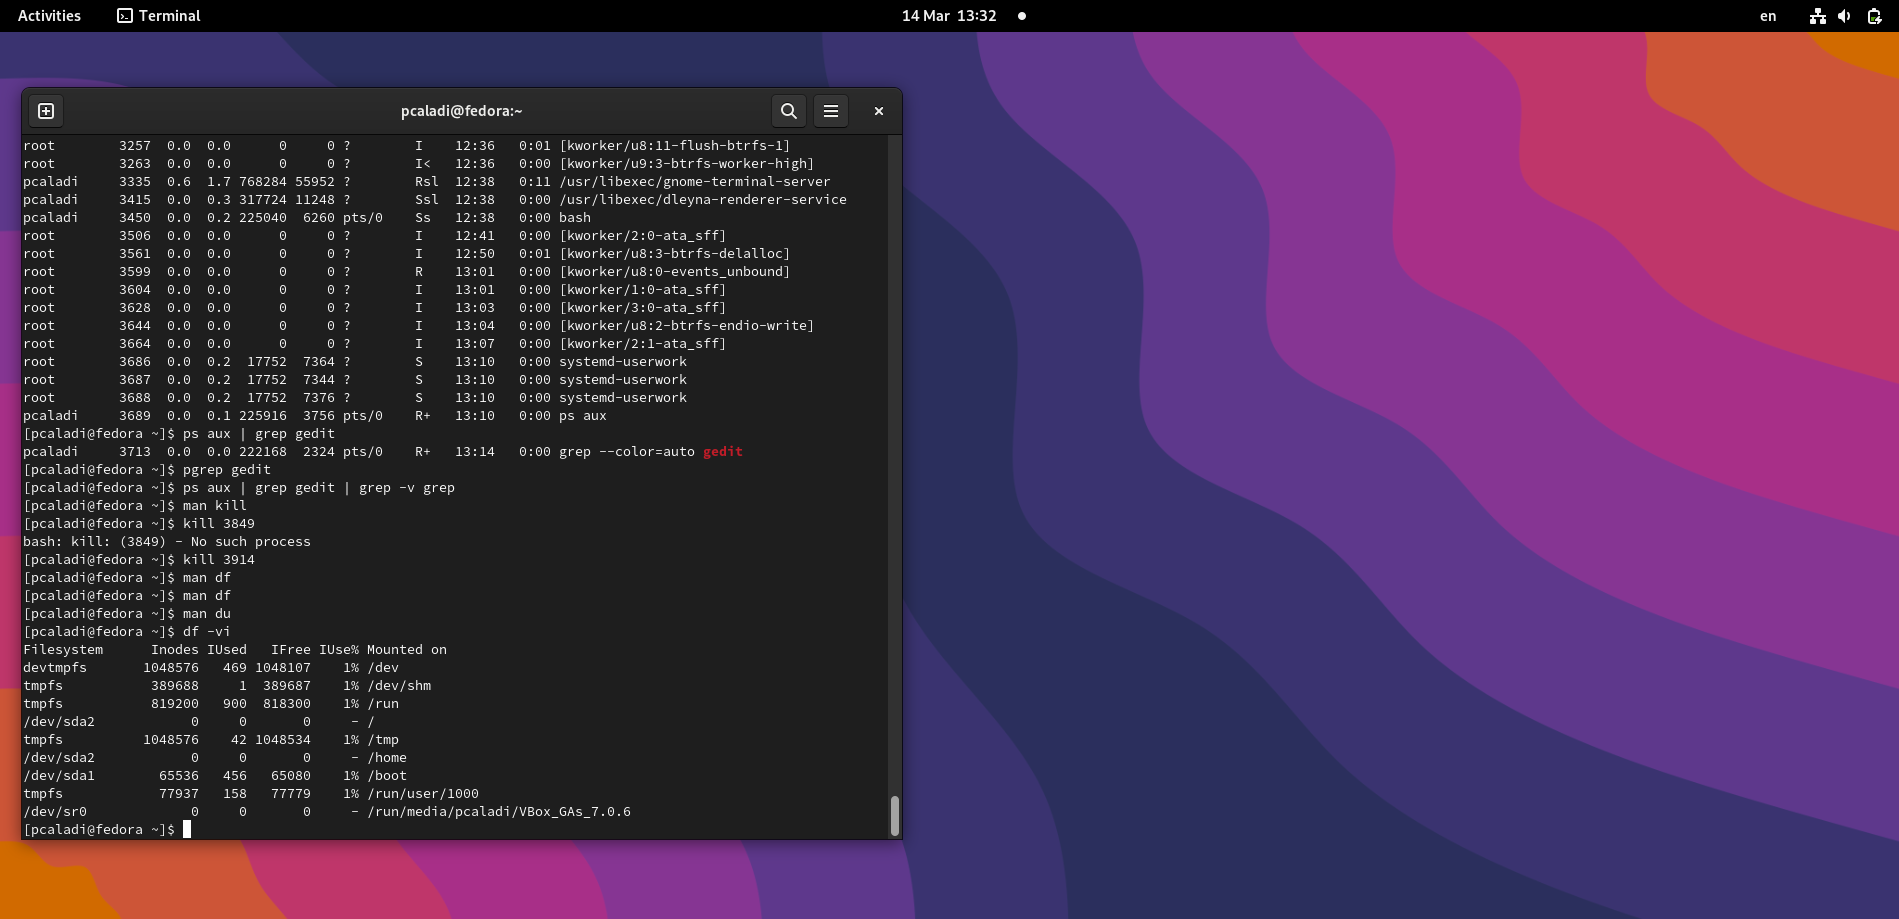 Activities Terminal 14 Mar 13:32 en
pcaladi@fedora:~
root 3257 0.0 0.0 0 0 ? I 12:36 0:01 [kworker/u8:11-flush-btrfs-1]
root 3263 0.0 0.0 0 0 ? I< 12:36 0:00 [kworker/u9:3-btrfs-worker-high]
pcaladi 3335 0.6 1.7 768284 55952 ? Rsl 12:38 0:11 /usr/libexec/gnome-terminal-server
pcaladi 3415 0.0 0.3 317724 11248 ? Ssl 12:38 0:00 /usr/libexec/dleyna-renderer-service
pcaladi 3450 0.0 0.2 225040 6260 pts/0 Ss 12:38 0:00 bash
root 3506 0.0 0.0 0 0 ? I 12:41 0:00 [kworker/2:0-ata_sff]
root 3561 0.0 0.0 0 0 ? I 12:50 0:01 [kworker/u8:3-btrfs-delalloc]
root 3599 0.0 0.0 0 0 ? R 13:01 0:00 [kworker/u8:0-events_unbound]
root 3604 0.0 0.0 0 0 ? I 13:01 0:00 [kworker/1:0-ata_sff]
root 3628 0.0 0.0 0 0 ? I 13:03 0:00 [kworker/3:0-ata_sff]
root 3644 0.0 0.0 0 0 ? I 13:04 0:00 [kworker/u8:2-btrfs-endio-write]
root 3664 0.0 0.0 0 0 ? I 13:07 0:00 [kworker/2:1-ata_sff]
root 3686 0.0 0.2 17752 7364 ? S 13:10 0:00 systemd-userwork
root 3687 0.0 0.2 17752 7344 ? S 13:10 0:00 systemd-userwork
root 3688 0.0 0.2 17752 7376 ? S 13:10 0:00 systemd-userwork
pcaladi 3689 0.0 0.1 225916 3756 pts/0 R+ 13:10 0:00 ps aux
[pcaladi@fedora ~]$ ps aux | grep gedit
pcaladi 3713 0.0 0.0 222168 2324 pts/0 R+ 13:14 0:00 grep --color=auto gedit
[pcaladi@fedora ~]$ pgrep gedit
[pcaladi@fedora ~]$ ps aux | grep gedit | grep -v grep
[pcaladi@fedora ~]$ man kill
[pcaladi@fedora ~]$ kill 3849
bash: kill: (3849) - No such process
[pcaladi@fedora ~]$ kill 3914
[pcaladi@fedora ~]$ man df
[pcaladi@fedora ~]$ man df
[pcaladi@fedora ~]$ man du
[pcaladi@fedora ~]$ df -vi
Filesystem Inodes IUsed IFree IUse% Mounted on
devtmpfs 1048576 469 1048107 1% /dev
tmpfs 389688 1 389687 1% /dev/shm
tmpfs 819200 900 818300 1% /run
/dev/sda2 0 0 0 - /
tmpfs 1048576 42 1048534 1% /tmp
/dev/sda2 0 0 0 - /home
/dev/sda1 65536 456 65080 1% /boot
tmpfs 77937 158 77779 1% /run/user/1000
/dev/sr0 0 0 0 - /run/media/pcaladi/VBox_GAs_7.0.6
[pcaladi@fedora ~]$